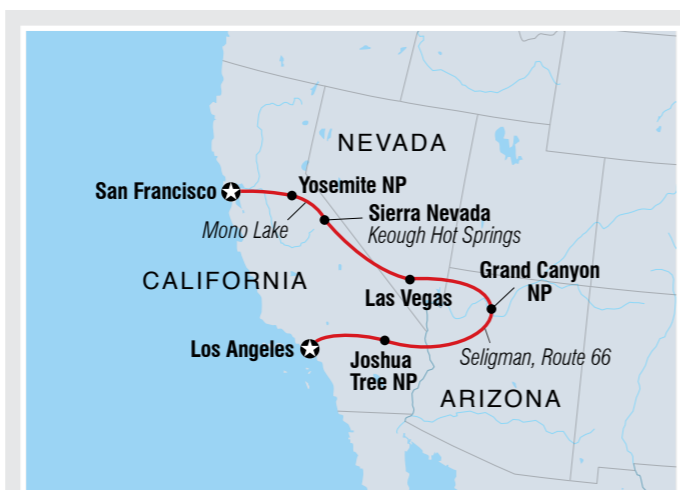 NEVADA
San Francisco
Yosemite NP
Mono Lake
Sierra Nevada
Keough Hot Springs
CALIFORNIA
Las Vegas
Grand Canyon
NP
Los Angeles
Joshua
Tree NP
Seligman, Route 66
ARIZONA